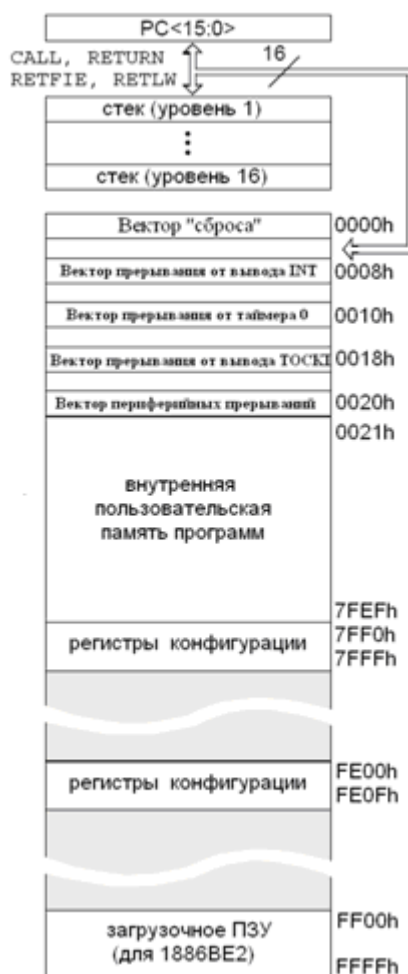 PC<15:0>
CALL, RETURN
RETFIE, RETLW
16
стек (уровень 1)
стек (уровень 16)
Вектор "сброса" 0000h
Вектор прерывания от вывода INT 0008h
Вектор прерывания от таймера 0 0010h
Вектор прерывания от вывода TOCKI 0018h
Вектор периферийных прерываний 0020h
0021h
внутренняя
пользовательская
память программ
7FEFh
регистры конфигурации 7FF0h
7FFFh
регистры конфигурации FE00h
FE0Fh
загрузочное ПЗУ FF00h
(для 1886ВЕ2)
FFFFh